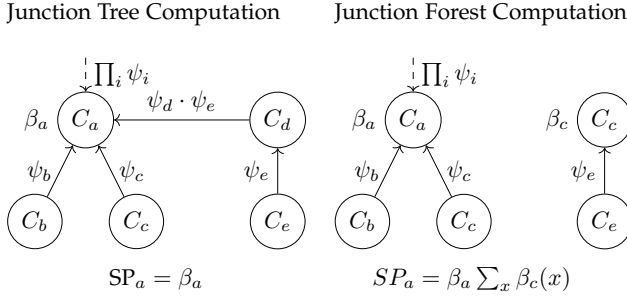 Junction Tree Computation
Junction Forest Computation
∏_i ψ_i
ψ_d · ψ_e
β_a
C_a
C_d
ψ_b
ψ_c
ψ_e
C_b
C_c
C_e
SP_a = β_a
∏_i ψ_i
β_a
C_a
β_c
C_c
ψ_b
ψ_c
ψ_e
C_b
C_c
C_e
SP_a = β_a ∑_x β_c(x)